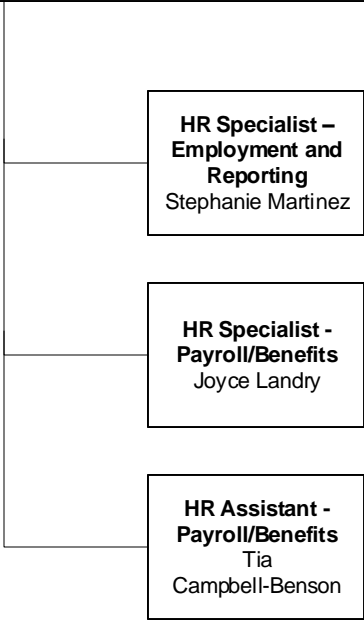 HR Specialist –
Employment and
Reporting
Stephanie Martinez
HR Specialist -
Payroll/Benefits
Joyce Landry
HR Assistant -
Payroll/Benefits
Tia
Campbell-Benson